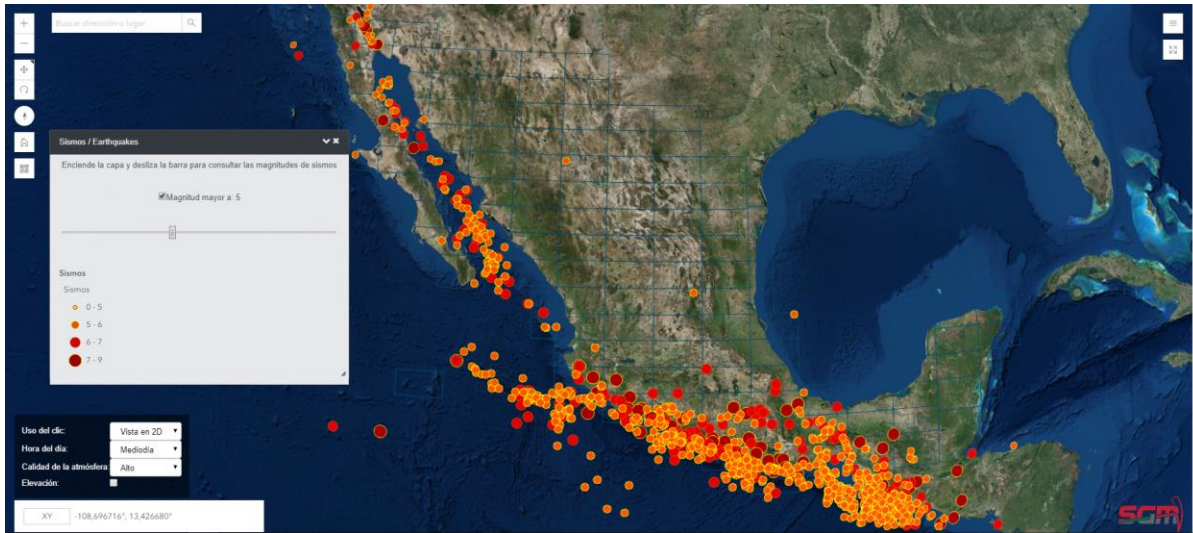 Buscar dirección o lugar
Sismos / Earthquakes
Enciende la capa y desliza la barra para consultar las magnitudes de sismos
Magnitud mayor a: 5
Sismos
Sismos
0 - 5
5 - 6
6 - 7
7 - 9
Uso del clic: Vista en 2D
Hora del día: Mediodía
Calidad de la atmósfera: Alto
Elevación:
XY -108,696716°, 13,426680°
SGM